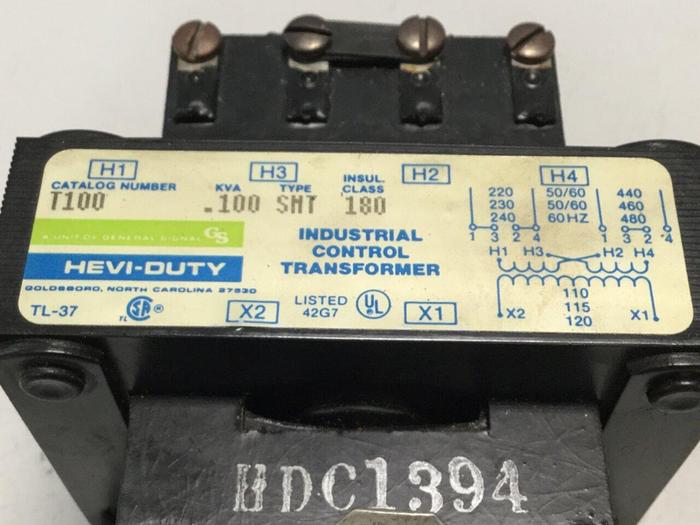 H1 H3 H2 H4
CATALOG NUMBER KVA TYPE INSUL. CLASS
T100 .100 SMT 180
A UNIT OF GENERAL SIGNAL GS
HEVI-DUTY
GOLDSBORO, NORTH CAROLINA 27530
TL-37 TL SA ®
INDUSTRIAL
CONTROL
TRANSFORMER
LISTED
42G7
UL
X2 X1
220 50/60 440
230 50/60 460
240 60HZ 480
1 3 2 4 1 3 2 4
H1 H3 H2 H4
110
115
120
X2 X1
HDC1394